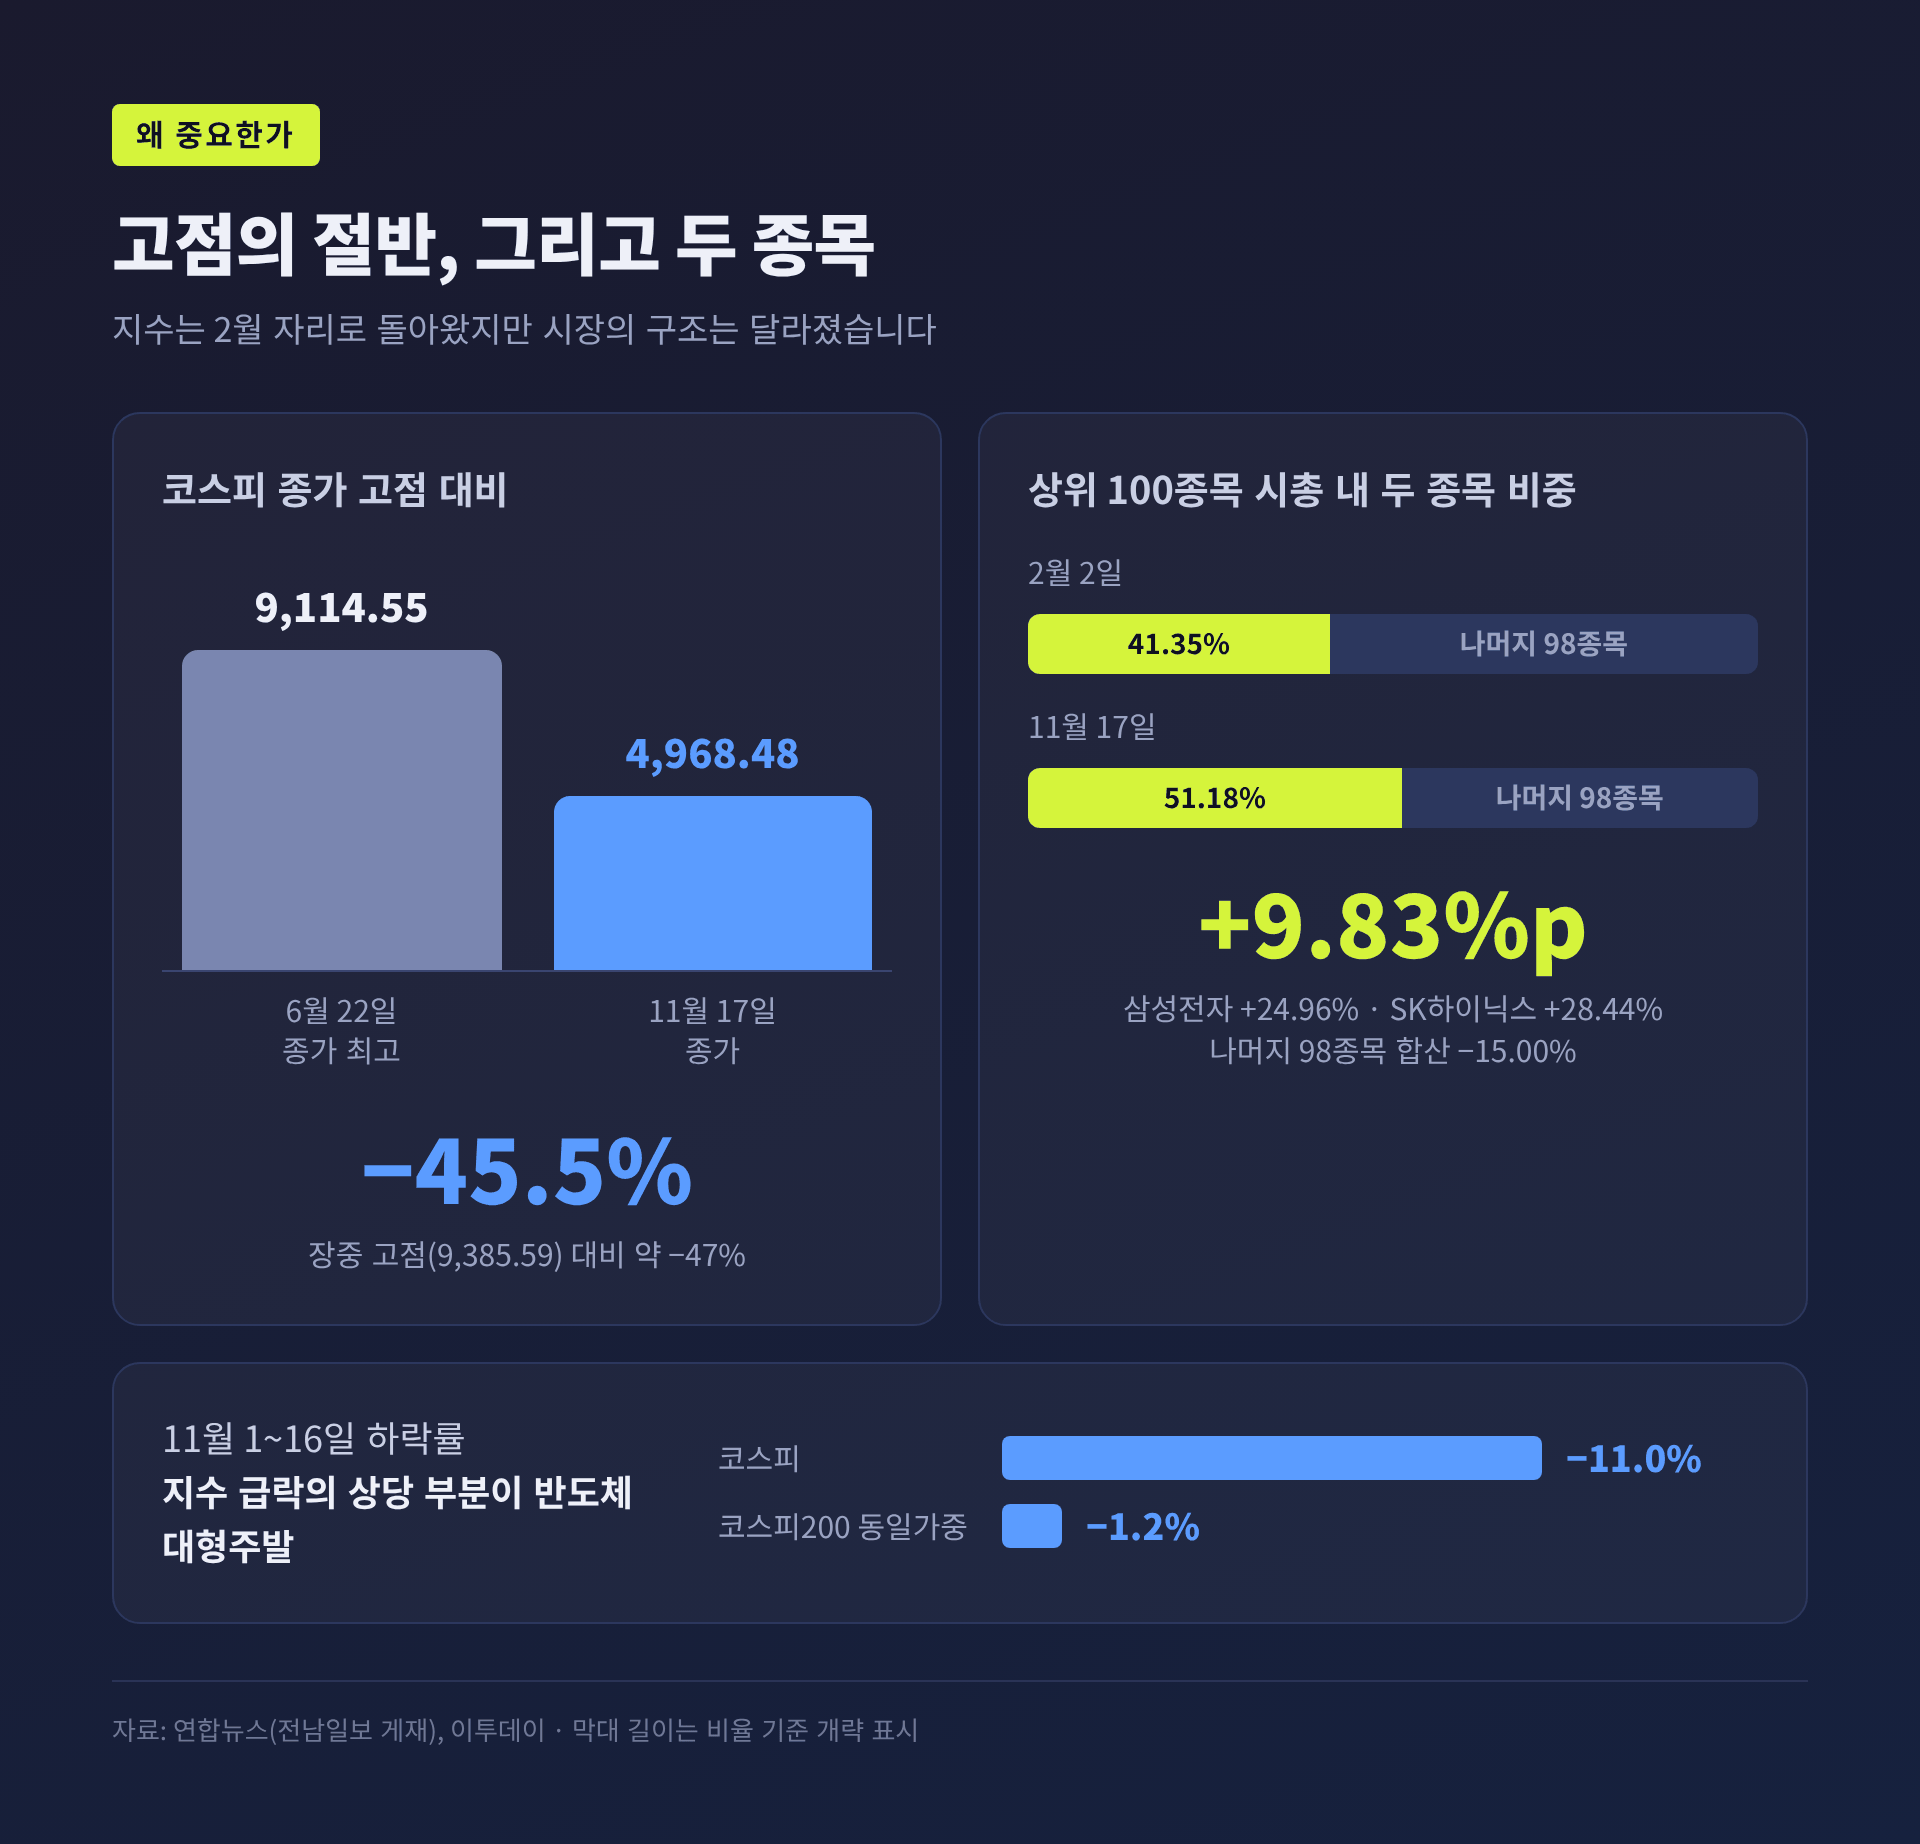 왜 중요한가
고점의 절반, 그리고 두 종목
지수는 2월 자리로 돌아왔지만 시장의 구조는 달라졌습니다
코스피 종가 고점 대비
9,114.55
4,968.48
6월 22일
종가 최고
11월 17일
종가
−45.5%
장중 고점(9,385.59) 대비 약 −47%
상위 100종목 시총 내 두 종목 비중
2월 2일
41.35%
나머지 98종목
11월 17일
51.18%
나머지 98종목
+9.83%p
삼성전자 +24.96% · SK하이닉스 +28.44%
나머지 98종목 합산 −15.00%
11월 1~16일 하락률
지수 급락의 상당 부분이 반도체
대형주발
코스피
−11.0%
코스피200 동일가중
−1.2%
자료: 연합뉴스(전남일보 게재), 이투데이 · 막대 길이는 비율 기준 개략 표시